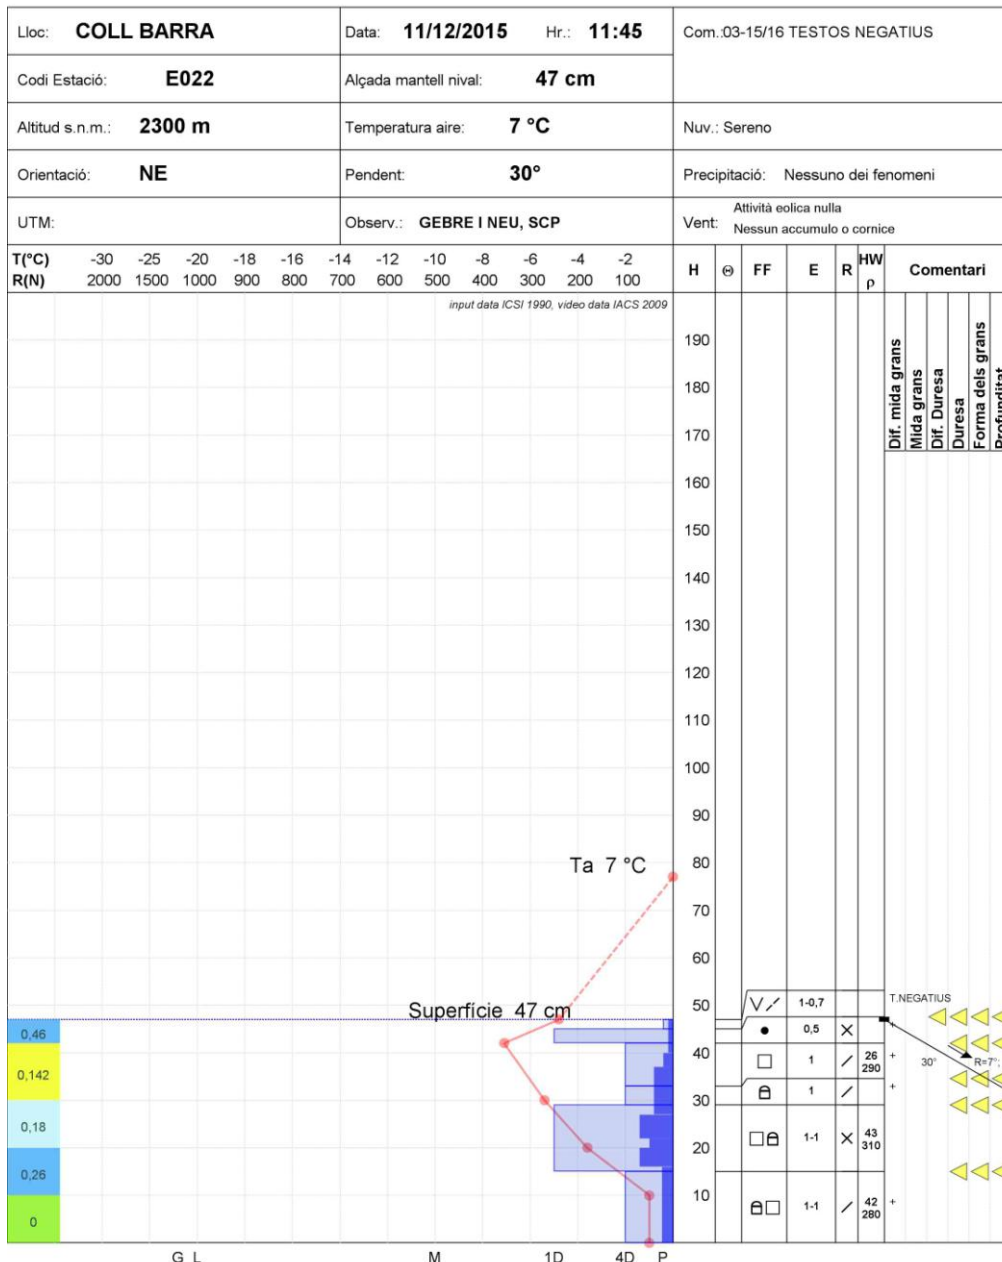 Lloc: COLL BARRA Data: 11/12/2015 Hr.: 11:45 Com.:03-15/16 TESTOS NEGATIUS
Codi Estació: E022 Alçada mantell nival: 47 cm
Altitud s.n.m.: 2300 m Temperatura aire: 7 °C Nuv.: Sereno
Orientació: NE Pendent: 30° Precipitació: Nessuno dei fenomeni
UTM: Observ.: GEBRE I NEU, SCP Vent: Attività eolica nulla
Nessun accumulo o cornice
T(°C) -30 -25 -20 -18 -16 -14 -12 -10 -8 -6 -4 -2
R(N) 2000 1500 1000 900 800 700 600 500 400 300 200 100
H Θ FF E R HW ρ Comentari
input data ICSI 1990, video data IACS 2009
Dif. mida grans
Mida grans
Dif. Duresa
Duresa
Forma dels grans
Profunditat
190
180
170
160
150
140
130
120
110
100
90
Ta 7 °C 80
70
60
Superfície 47 cm 50 1-0,7 T.NEGATIUS
0,46 0,5
40 1 26 290 + 30° R=7°;
0,142
30 1 +
0,18
20 1-1 43 310
0,26
10 1-1 42 280 +
0
G L M 1D 4D P